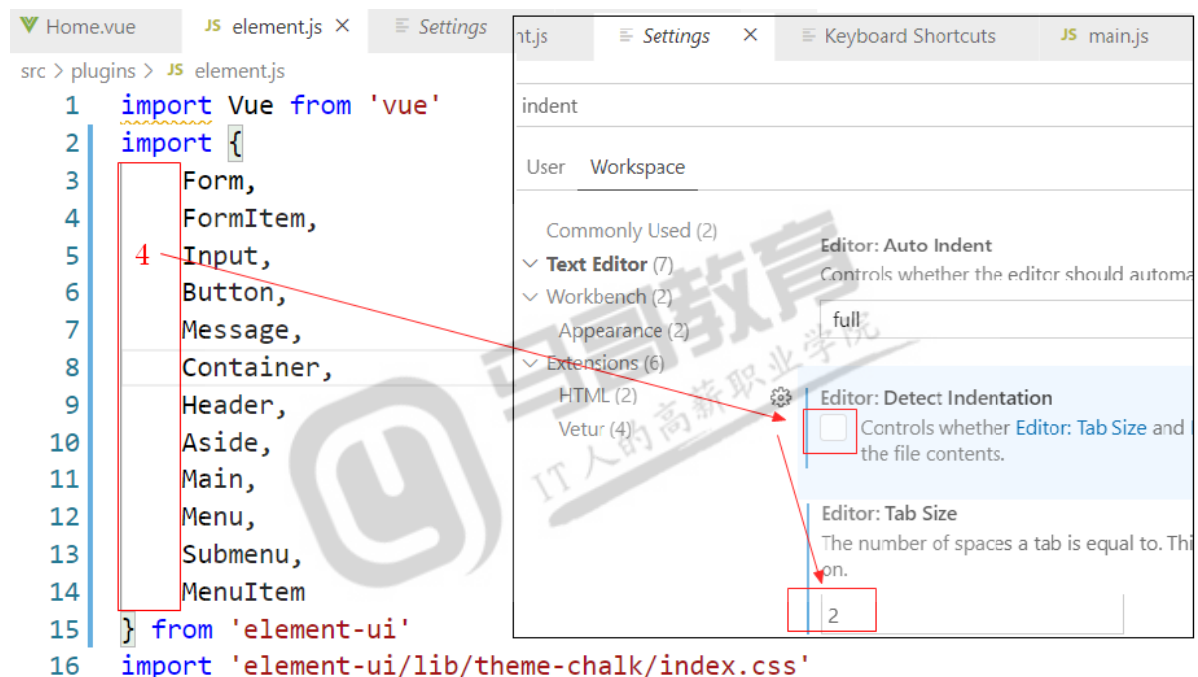 Home.vue
JS element.js
Settings
src > plugins > JS element.js
1 import Vue from 'vue'
2 import {
3 Form,
4 FormItem,
5 Input,
6 Button,
7 Message,
8 Container,
9 Header,
10 Aside,
11 Main,
12 Menu,
13 Submenu,
14 MenuItem
15 } from 'element-ui'
16 import 'element-ui/lib/theme-chalk/index.css'
4
nt.js
Settings
Keyboard Shortcuts
JS main.js
indent
User Workspace
Commonly Used (2)
Text Editor (7)
Workbench (2)
Appearance (2)
Extensions (6)
HTML (2)
Vetur (4)
Editor: Auto Indent
Controls whether the editor should automa
full
Editor: Detect Indentation
Controls whether Editor: Tab Size and
the file contents.
Editor: Tab Size
The number of spaces a tab is equal to. Thi
on.
2
马哥教育
IT人的高薪职业学院